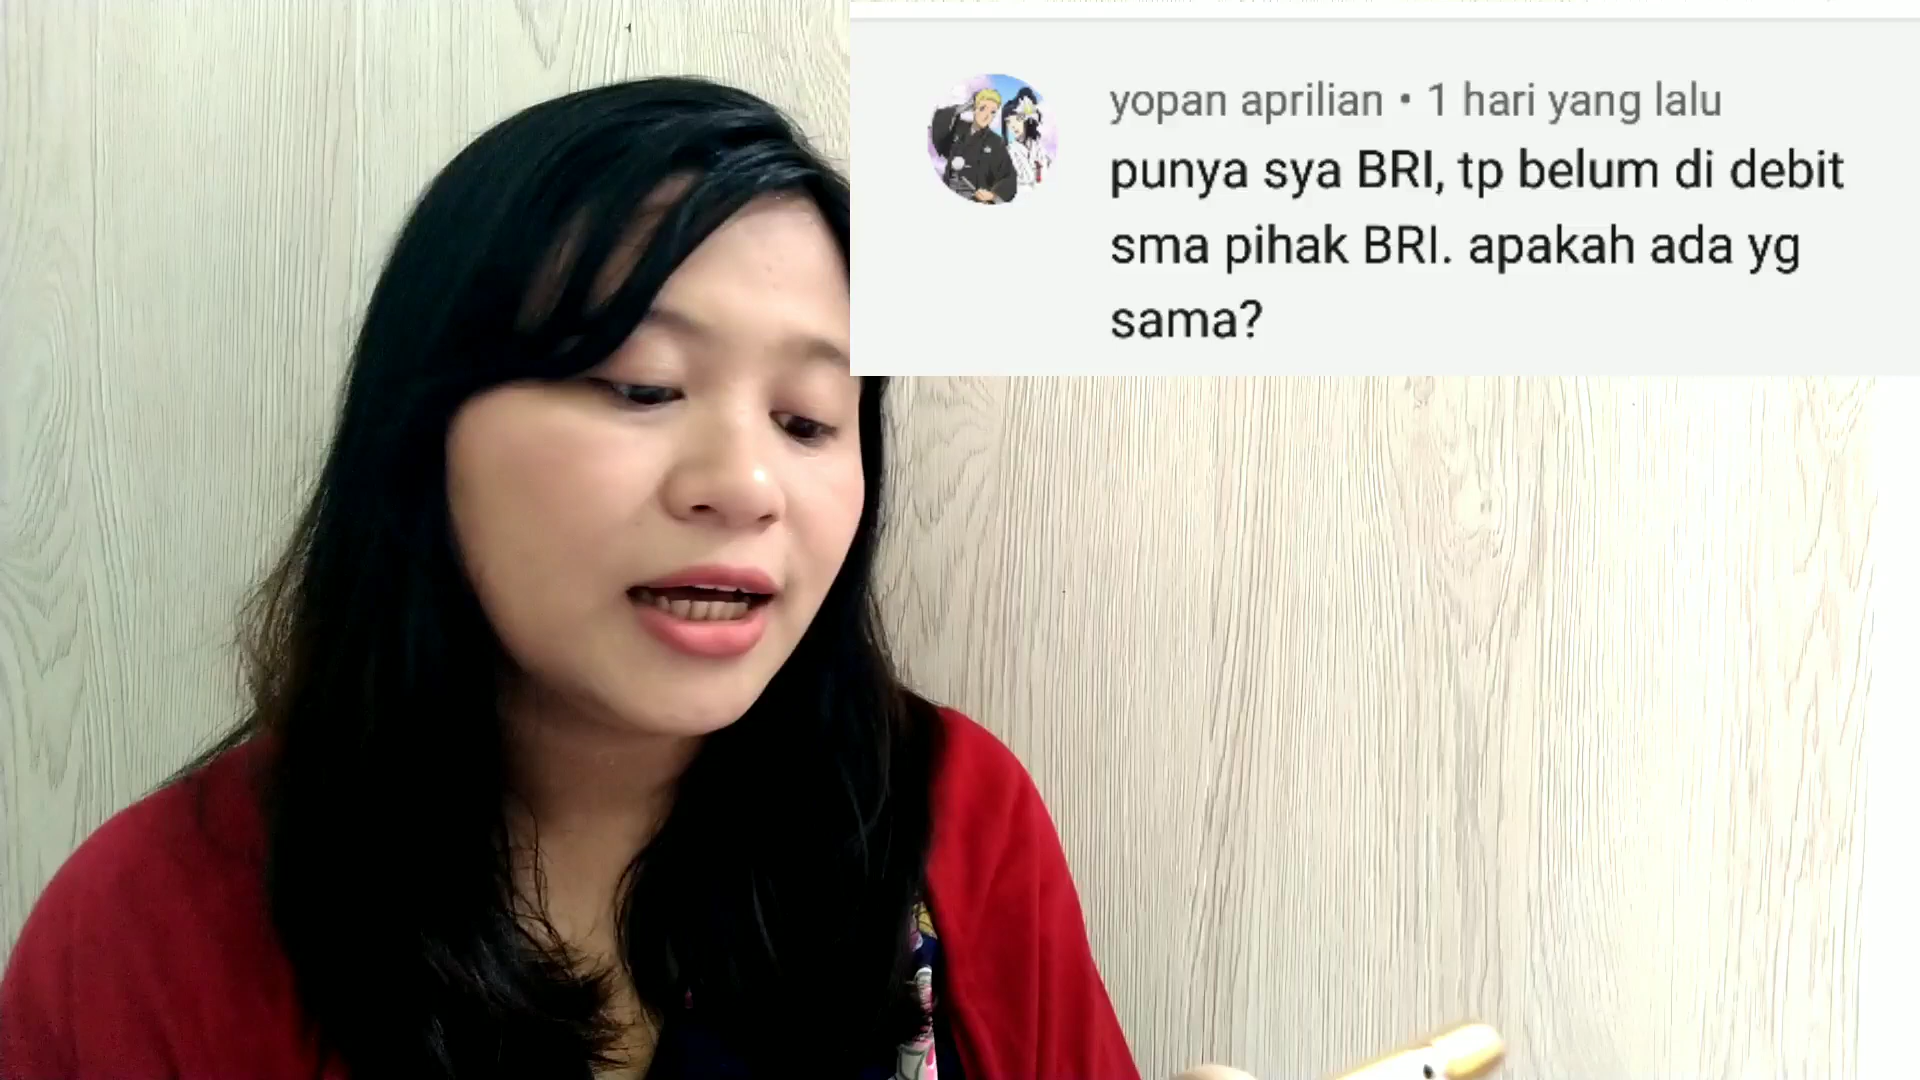 yopan aprilian • 1 hari yang lalu
punya sya BRI, tp belum di debit
sma pihak BRI. apakah ada yg
sama?